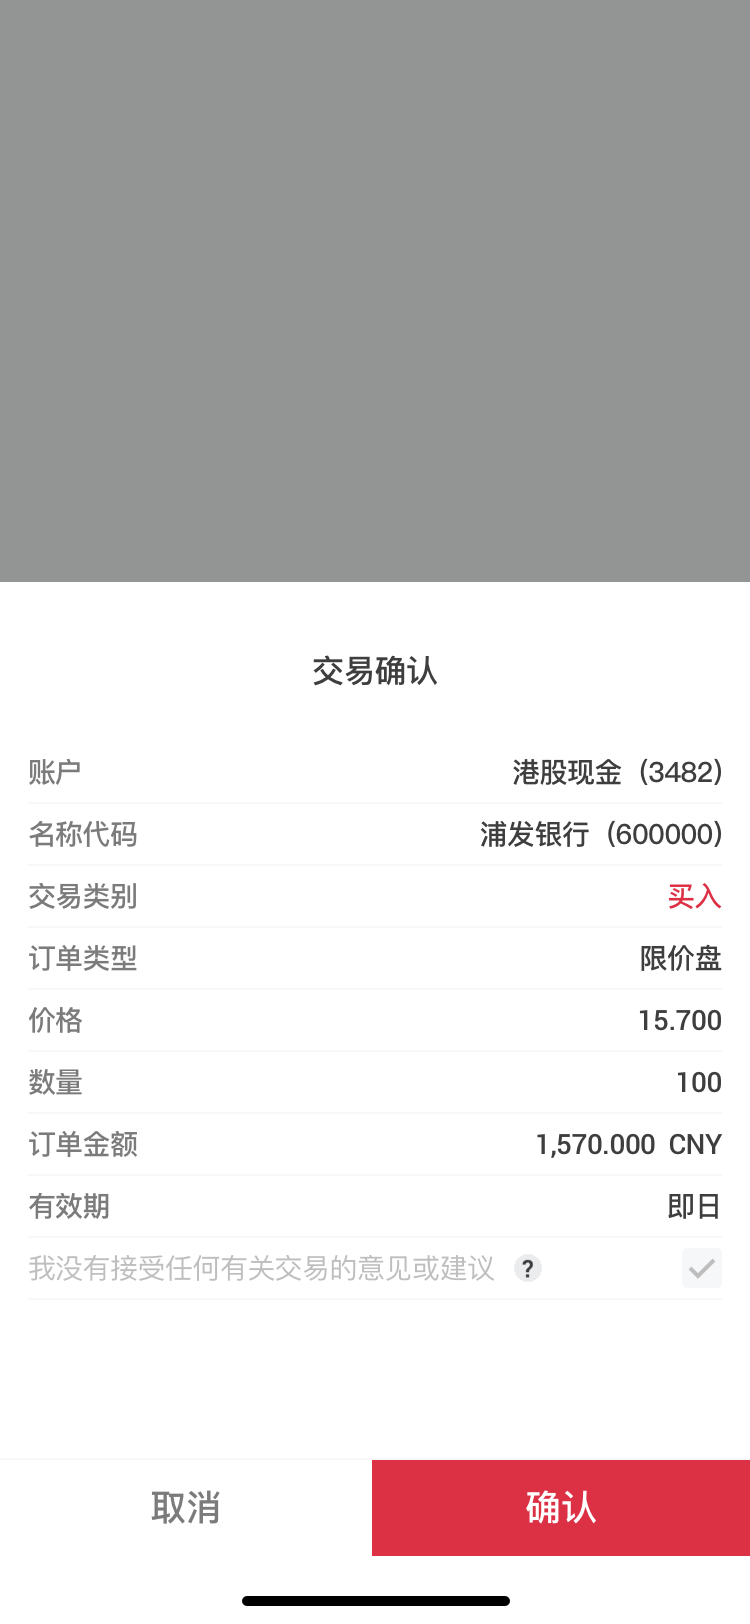 交易确认
账户 港股现金 (3482)
名称代码 浦发银行 (600000)
交易类别 买入
订单类型 限价盘
价格 15.700
数量 100
订单金额 1,570.000 CNY
有效期 即日
我没有接受任何有关交易的意见或建议 ?
取消 确认